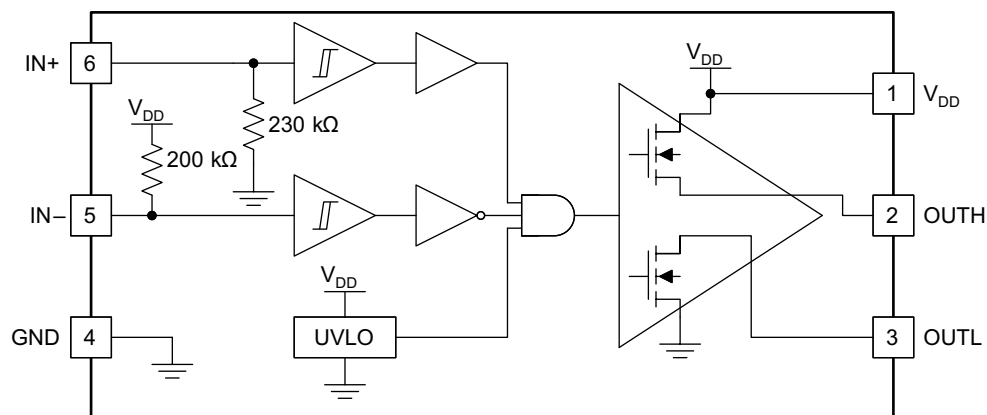 IN+
6
V_DD
230 kΩ
200 kΩ
IN–
5
GND
4
V_DD
UVLO
V_DD
1
V_DD
2
OUTH
3
OUTL